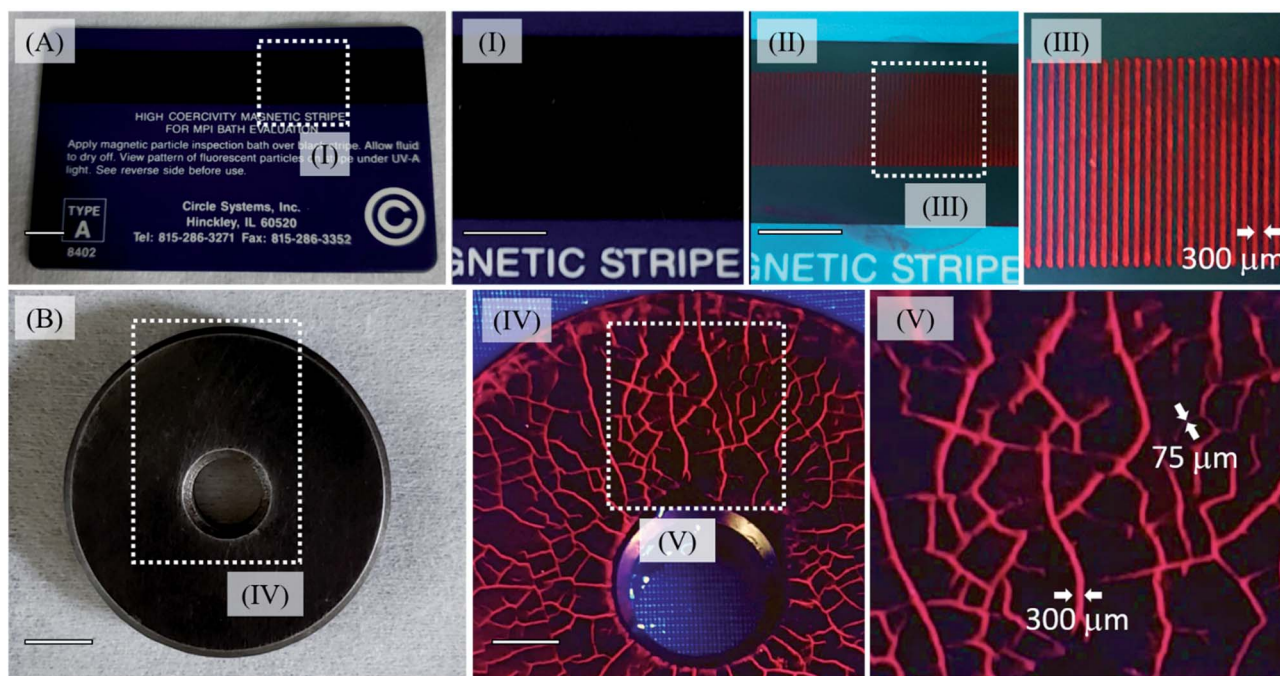 (A)
HIGH COERCIVITY MAGNETIC STRIPE
FOR MPI BATH EVALUATION
Apply magnetic particle inspection bath over black stripe. Allow fluid
to dry off. View pattern of fluorescent particles on stripe under UV-A
light. See reverse side before use.
(I)
TYPE
A
8402
Circle Systems, Inc.
Hinckley, IL 60520
Tel: 815-286-3271 Fax: 815-286-3352
©
(I)
GNETIC STRIPE
(II)
(III)
GNETIC STRIPE
(III)
300 μm
(B)
(IV)
(IV)
(V)
(V)
75 μm
300 μm